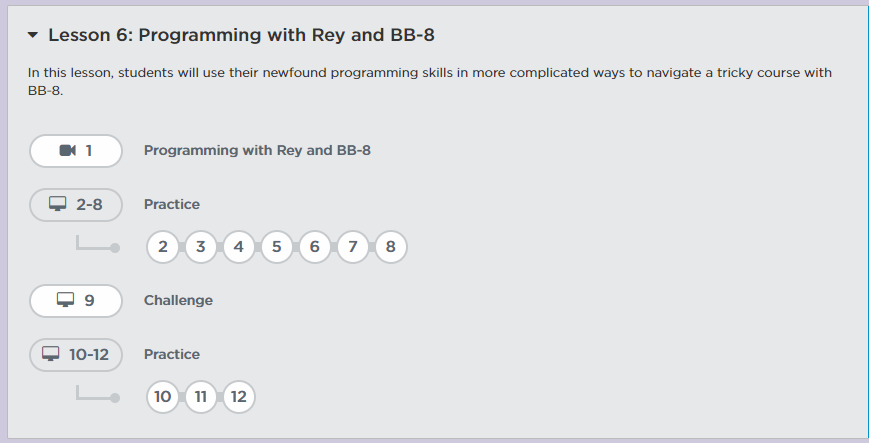 Lesson 6: Programming with Rey and BB-8
In this lesson, students will use their newfound programming skills in more complicated ways to navigate a tricky course with
BB-8.
1 Programming with Rey and BB-8
2-8 Practice
2 3 4 5 6 7 8
9 Challenge
10-12 Practice
10 11 12